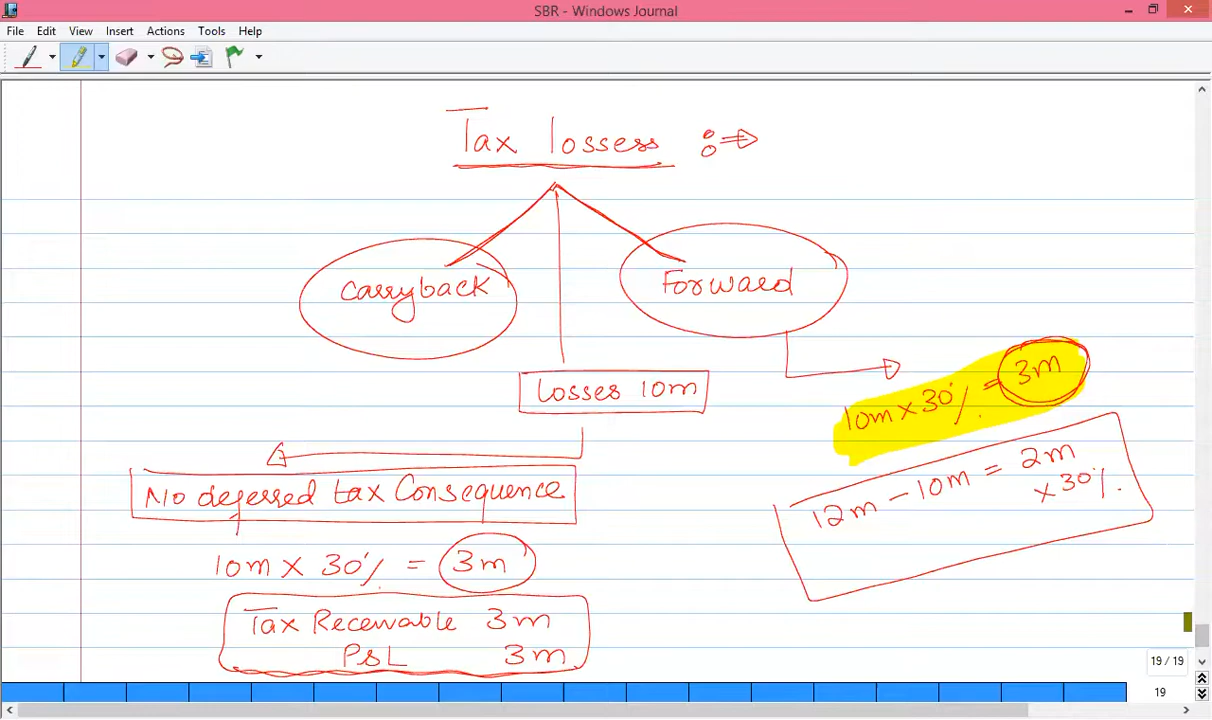 SBR - Windows Journal
File Edit View Insert Actions Tools Help
Tax lossess :⇒
Carryback
Forward
losses 10m
10m × 30% = 3m
12m - 10m = 2m
× 30%.
No deferred tax Consequence
10m × 30% = 3m
Tax Receivable 3m
P&L 3m
19 / 19
19